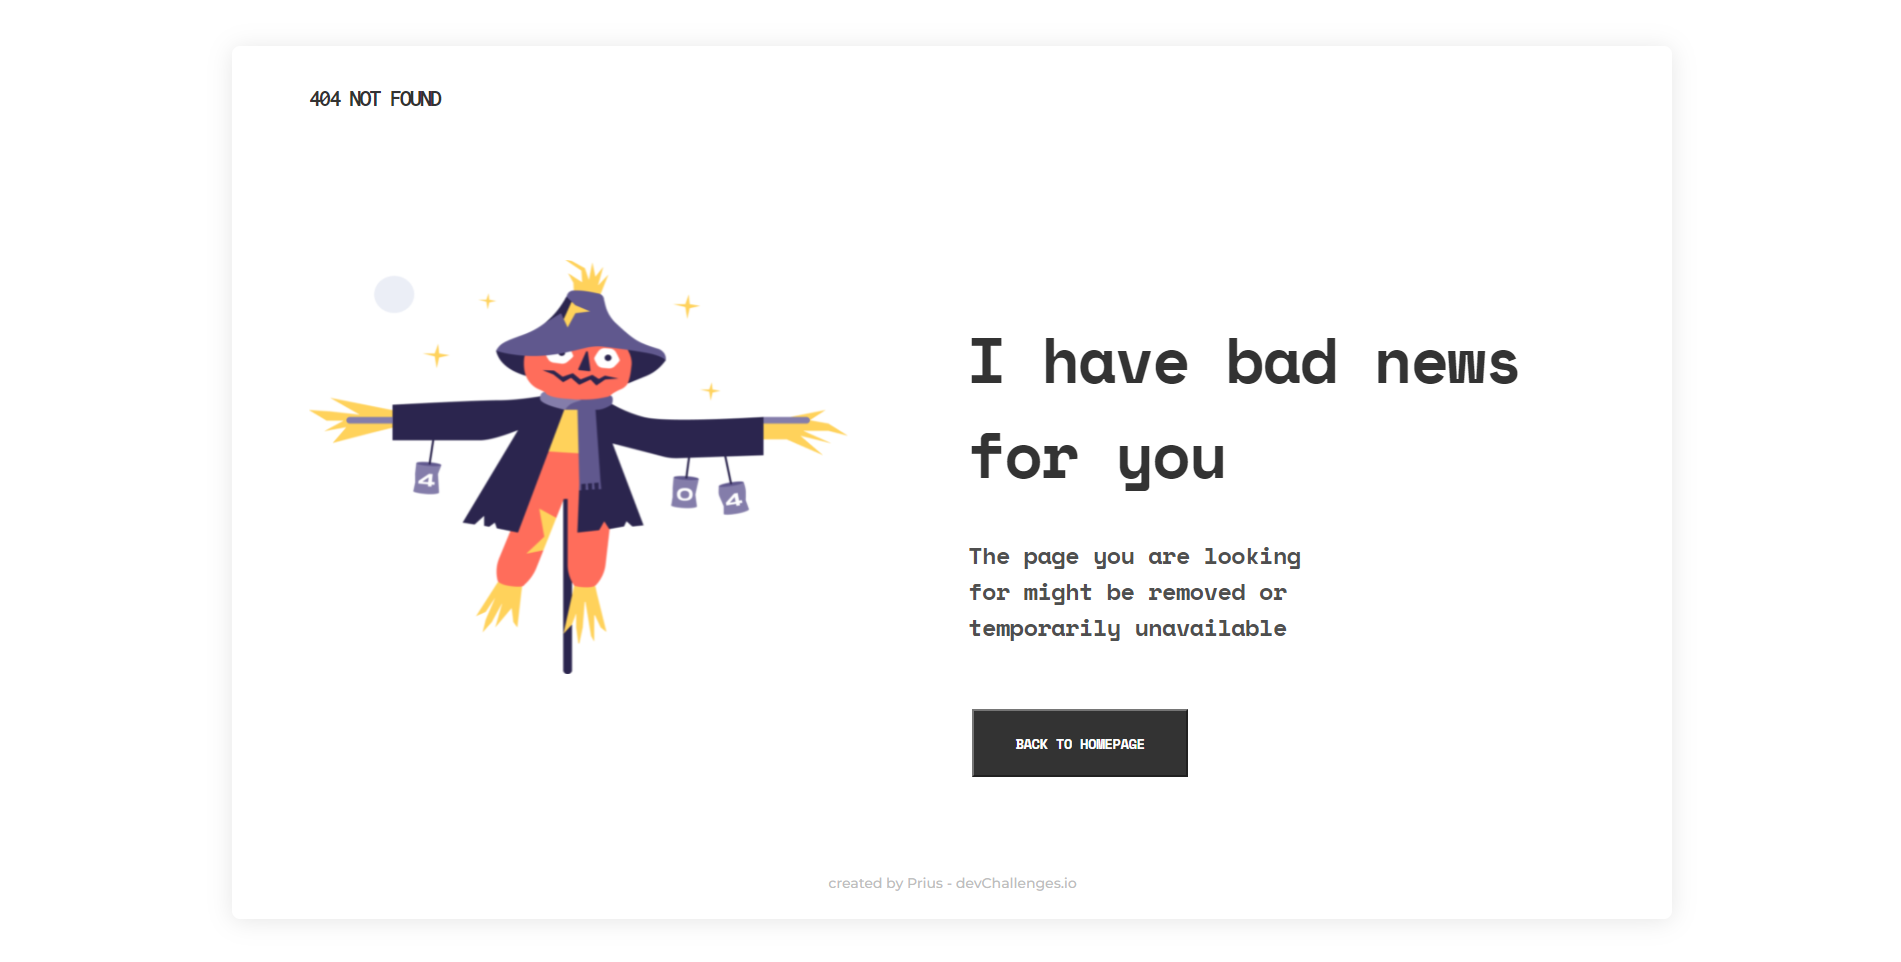 404 NOT FOUND
4
0
4
I have bad news
for you
The page you are looking
for might be removed or
temporarily unavailable
BACK TO HOMEPAGE
created by Prius - devChallenges.io